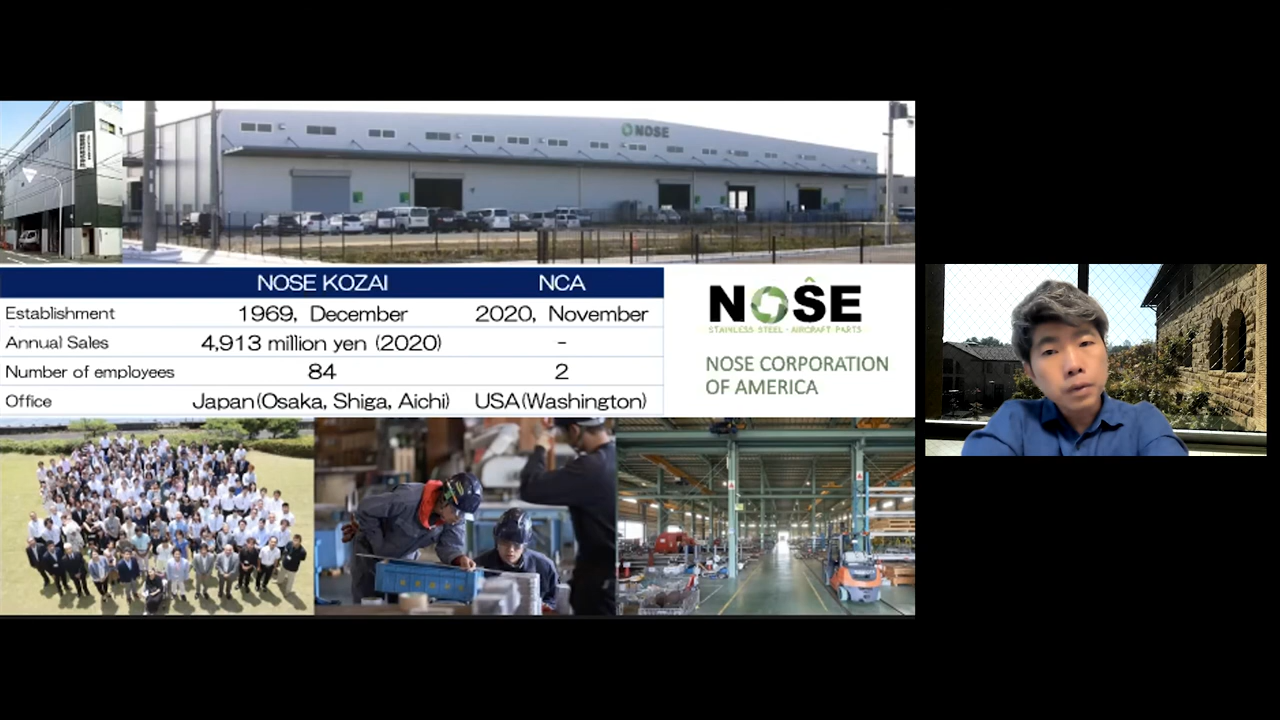 NOSE
NOSE KOZAI NCA
Establishment 1969, December 2020, November
Annual Sales 4,913 million yen (2020) -
Number of employees 84 2
Office Japan(Osaka, Shiga, Aichi) USA(Washington)
NOSE
STAINLESS STEEL・AIRCRAFT PARTS
NOSE CORPORATION
OF AMERICA